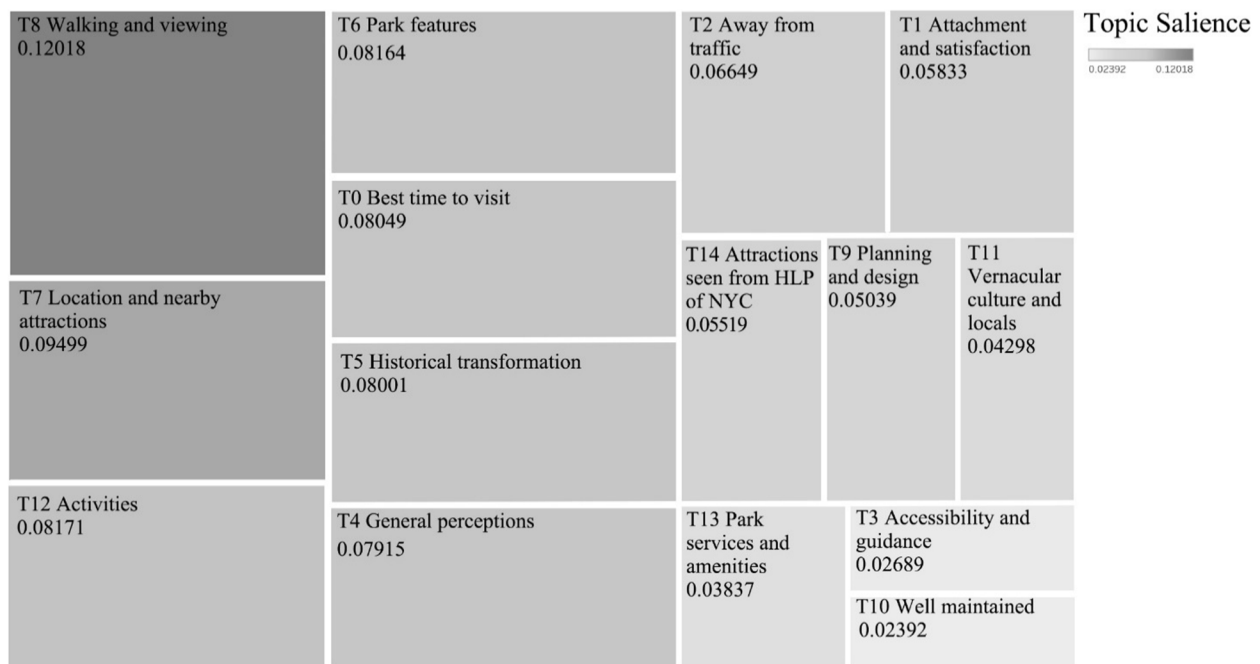 T8 Walking and viewing
0.12018
T7 Location and nearby
attractions
0.09499
T12 Activities
0.08171
T6 Park features
0.08164
T0 Best time to visit
0.08049
T5 Historical transformation
0.08001
T4 General perceptions
0.07915
T2 Away from
traffic
0.06649
T1 Attachment
and satisfaction
0.05833
T14 Attractions
seen from HLP
of NYC
0.05519
T9 Planning
and design
0.05039
T11
Vernacular
culture and
locals
0.04298
T13 Park
services and
amenities
0.03837
T3 Accessibility and
guidance
0.02689
T10 Well maintained
0.02392
Topic Salience
0.02392 0.12018